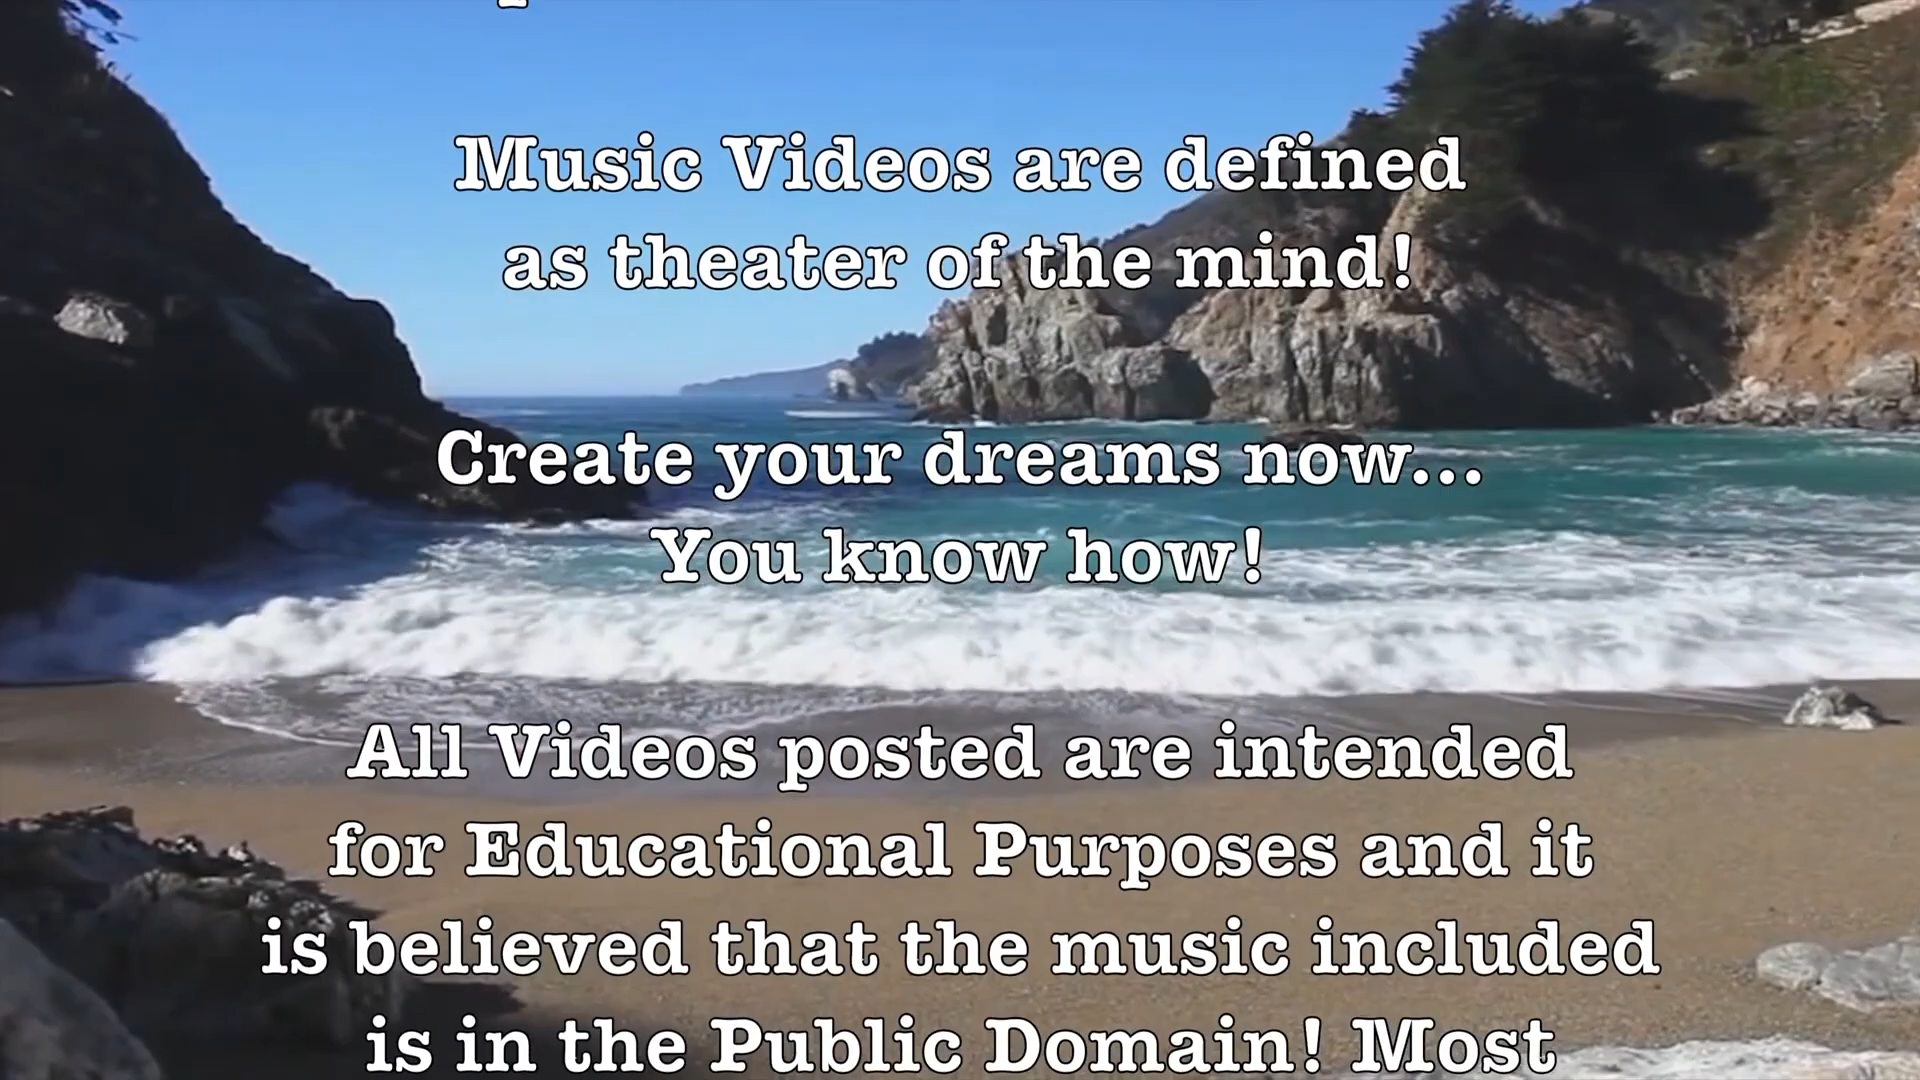 Music Videos are defined
as theater of the mind!
Create your dreams now...
You know how!
All Videos posted are intended
for Educational Purposes and it
is believed that the music included
is in the Public Domain! Most